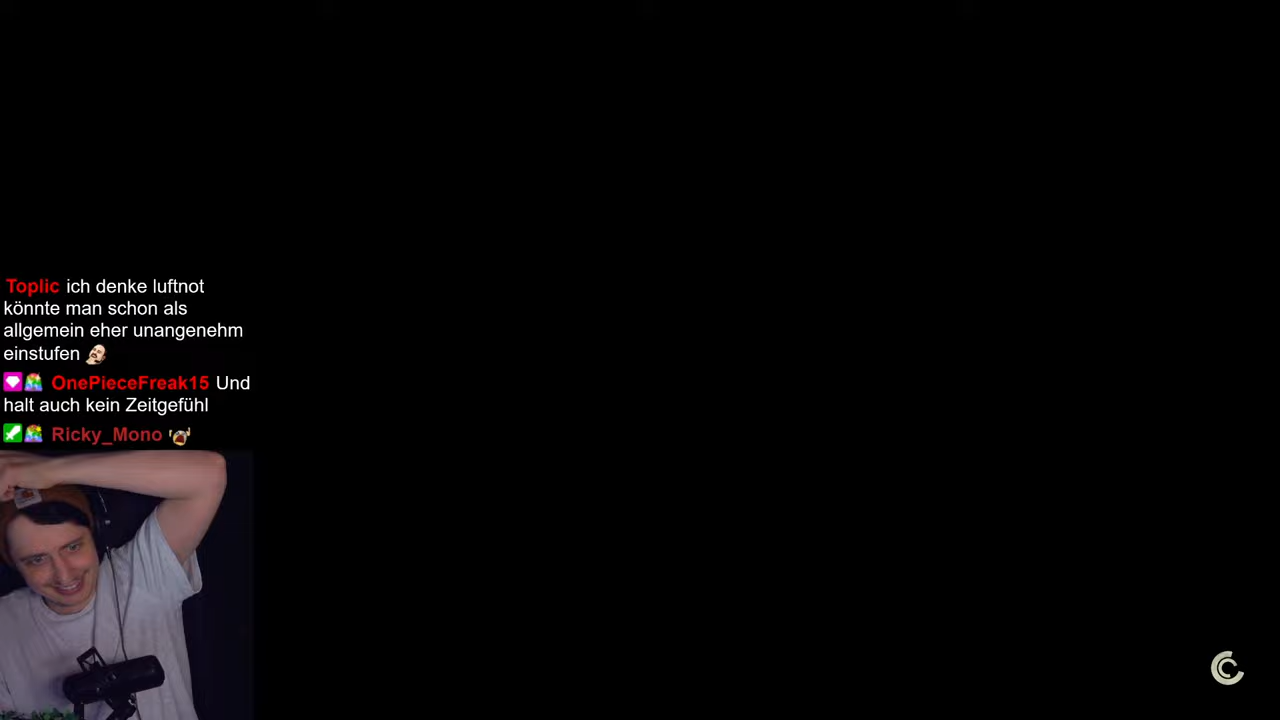 Toplic ich denke luftnot
könnte man schon als
allgemein eher unangenehm
einstufen
OnePieceFreak15 Und
halt auch kein Zeitgefühl
Ricky_Mono